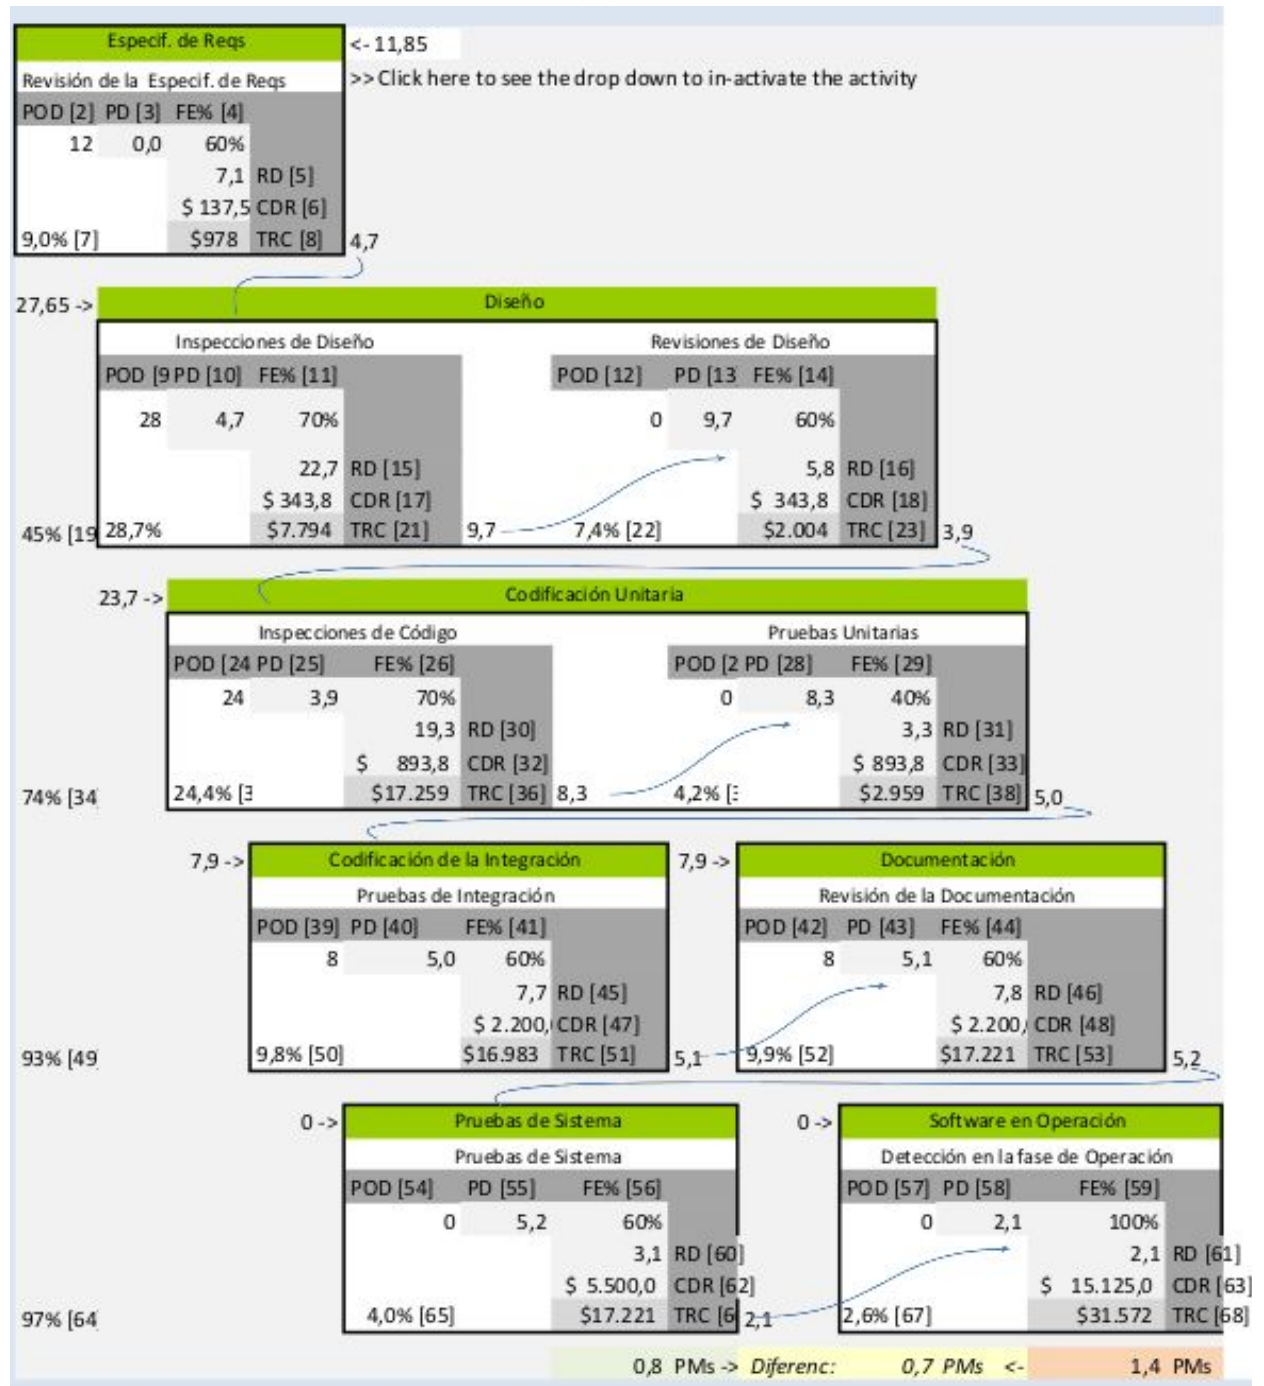 Especif. de Reqs <- 11,85
Revisión de la Especif. de Reqs >> Click here to see the drop down to in-activate the activity
POD [2] PD [3] FE% [4]
12 0,0 60%
7,1 RD [5]
$ 137,5 CDR [6]
9,0% [7] $978 TRC [8] 4,7
27,65 -> Diseño
Inspecciones de Diseño Revisiones de Diseño
POD [9 PD [10] FE% [11] POD [12] PD [13 FE% [14]
28 4,7 70% 0 9,7 60%
22,7 RD [15] 5,8 RD [16]
$ 343,8 CDR [17] $ 343,8 CDR [18]
45% [19 28,7% $7.794 TRC [21] 9,7 7,4% [22] $2.004 TRC [23] 3,9
23,7 -> Codificación Unitaria
Inspecciones de Código Pruebas Unitarias
POD [24 PD [25] FE% [26] POD [2 PD [28] FE% [29]
24 3,9 70% 0 8,3 40%
19,3 RD [30] 3,3 RD [31]
$ 893,8 CDR [32] $ 893,8 CDR [33]
74% [34 24,4% [3 $17.259 TRC [36] 8,3 4,2% [3 $2.959 TRC [38] 5,0
7,9 -> Codificación de la Integración 7,9 -> Documentación
Pruebas de Integración Revisión de la Documentación
POD [39] PD [40] FE% [41] POD [42] PD [43] FE% [44]
8 5,0 60% 8 5,1 60%
7,7 RD [45] 7,8 RD [46]
$ 2.200, CDR [47] $ 2.200, CDR [48]
93% [49 9,8% [50] $16.983 TRC [51] 5,1 9,9% [52] $17.221 TRC [53] 5,2
0 -> Pruebas de Sistema 0 -> Software en Operación
Pruebas de Sistema Detección en la fase de Operación
POD [54] PD [55] FE% [56] POD [57] PD [58] FE% [59]
0 5,2 60% 0 2,1 100%
3,1 RD [60] 2,1 RD [61]
$ 5.500,0 CDR [62] $ 15.125,0 CDR [63]
97% [64 4,0% [65] $17.221 TRC [6 2,1 2,6% [67] $31.572 TRC [68]
0,8 PMs -> Diferenc: 0,7 PMs <- 1,4 PMs